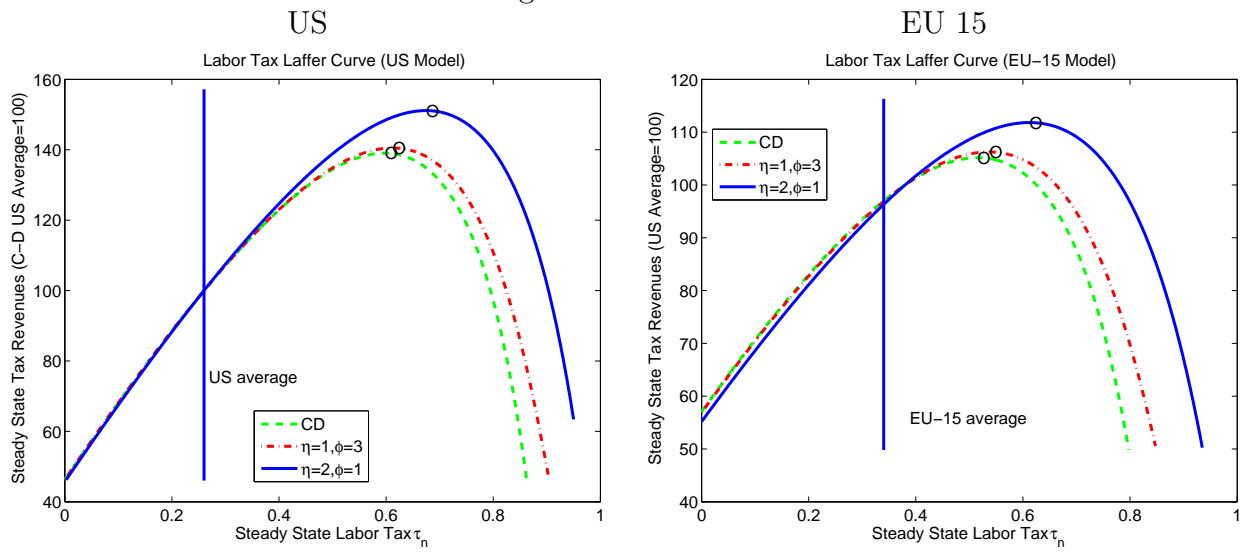 US
EU 15
Labor Tax Laffer Curve (US Model)
Steady State Tax Revenues (C−D US Average=100)
160
140
120
100
80
60
40
US average
CD
η=1,φ=3
η=2,φ=1
0
0.2
0.4
0.6
0.8
1
Steady State Labor Tax τn
Labor Tax Laffer Curve (EU−15 Model)
Steady State Tax Revenues (US Average=100)
120
110
100
90
80
70
60
50
40
CD
η=1,φ=3
η=2,φ=1
EU−15 average
0
0.2
0.4
0.6
0.8
1
Steady State Labor Tax τn